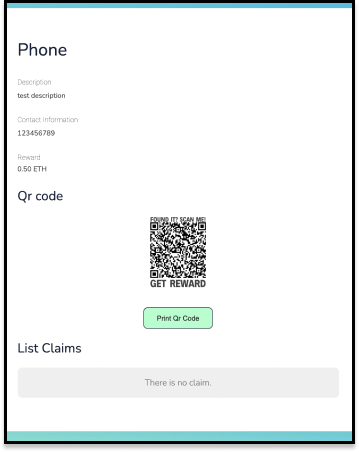 Phone
Description
test description
Contact Information
123456789
Reward
0.50 ETH
Qr code
FOUND IT? SCAN ME!
GET REWARD
Print Qr Code
List Claims
There is no claim.